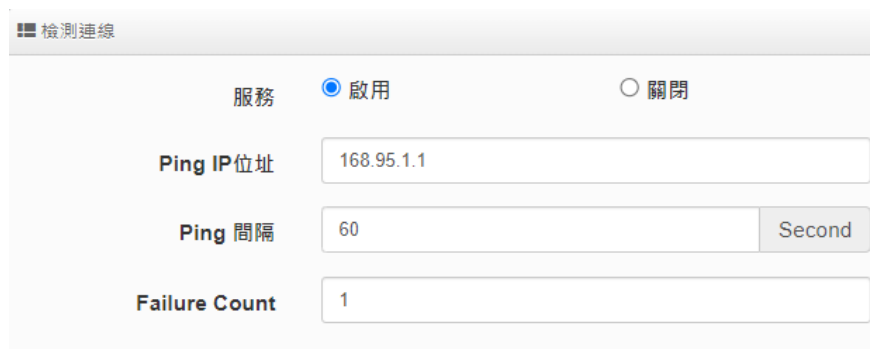 檢測連線
服務 啟用 關閉
Ping IP位址 168.95.1.1
Ping 間隔 60 Second
Failure Count 1